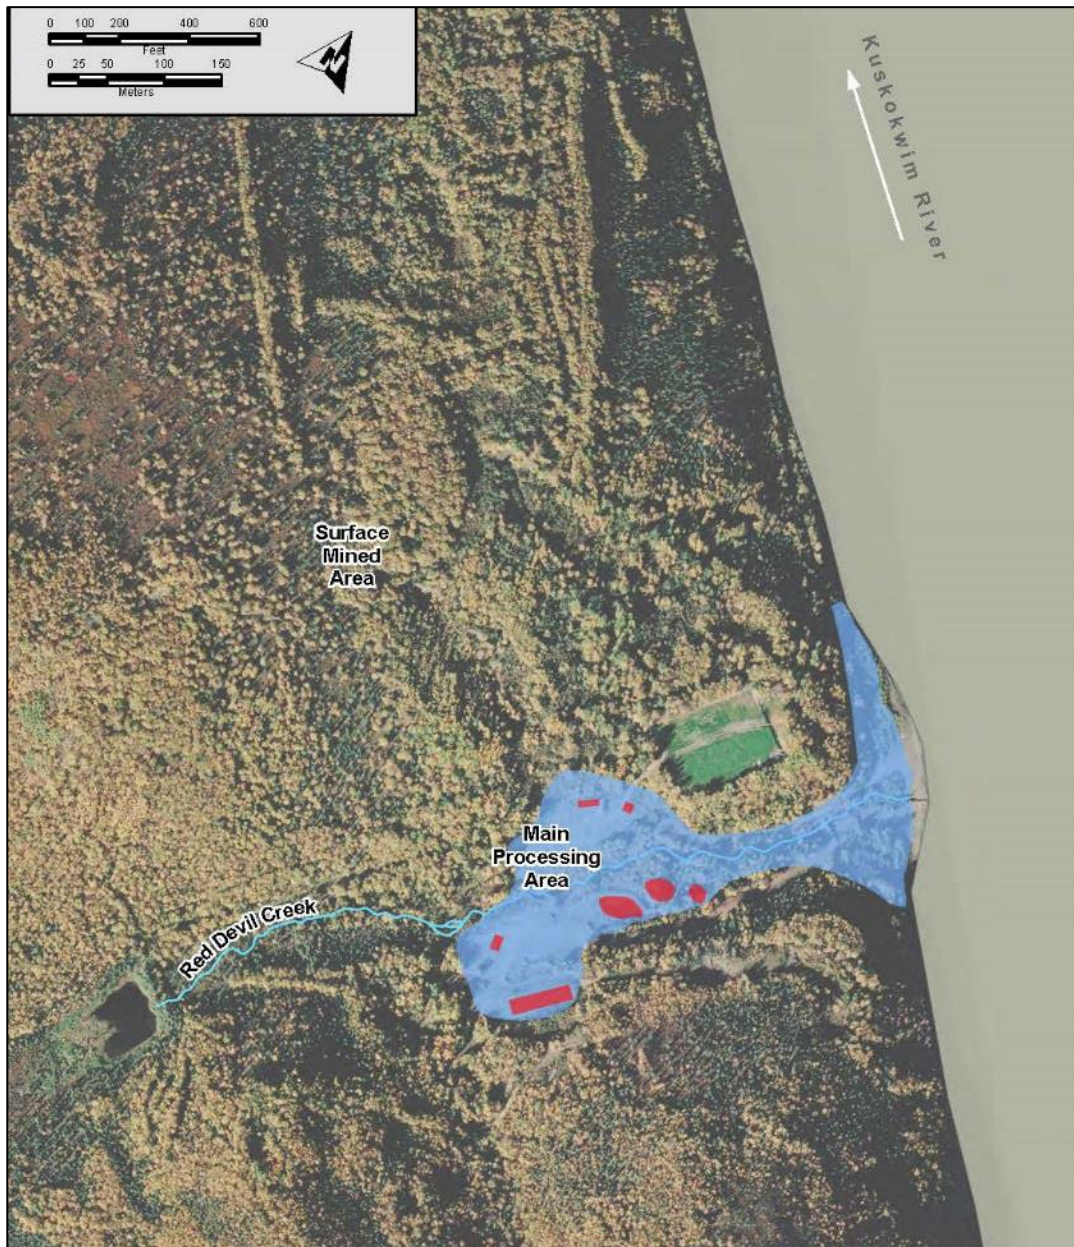 0 100 200 400 600
Feet
0 25 50 100 150
Meters
N
Kuskokwim River
Surface
Mined
Area
Main
Processing
Area
Red Devil Creek